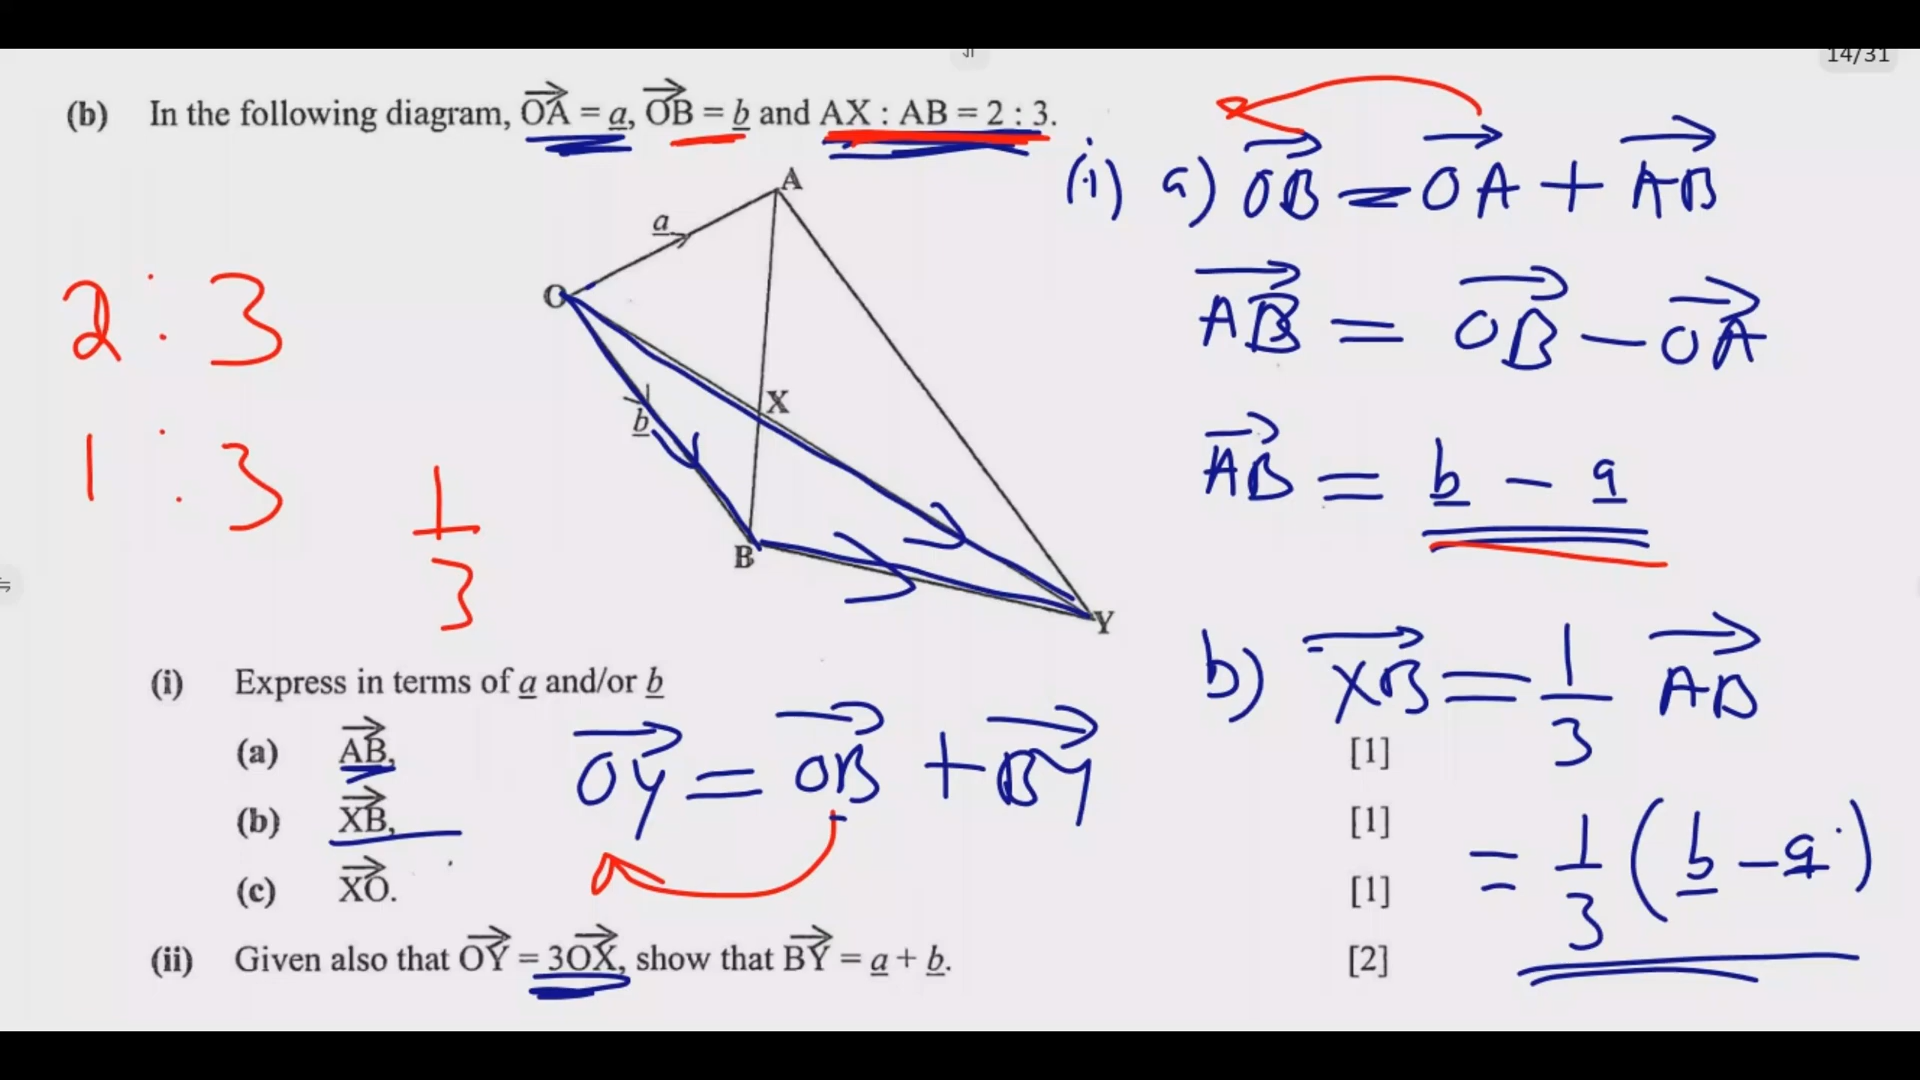 14/31
(b) In the following diagram, OA = a, OB = b and AX : AB = 2 : 3.
(i) a) OB = OA + AB
A
a
AB = OB - OA
2 : 3
O
X
b
AB = b - a
1 : 3
1/3
B
Y
b) XB = 1/3 AB
(i) Express in terms of a and/or b
(a) AB, [1]
OY = OB + BY
(b) XB, [1]
= 1/3 (b - a)
(c) XO. [1]
(ii) Given also that OY = 3OX, show that BY = a + b. [2]